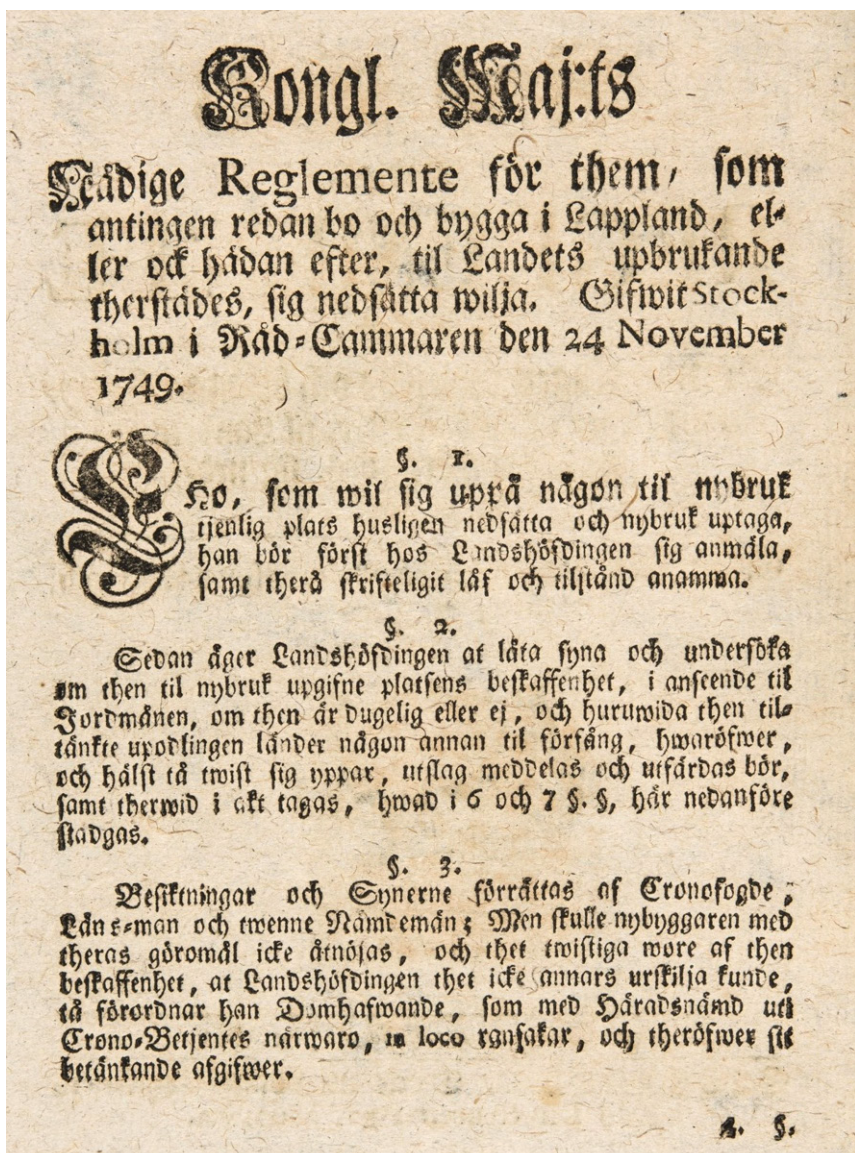 Kongl. Maj:ts
Nådige Reglemente för them, som
antingen redan bo och bygga i Lappland, el-
ler ock hädan efter, til Landets upbrukande
therstädes, sig nedsätta wilja. Gifwit Stock-
holm i Råd-Cammaren den 24 November
1749.
§. 1.
Ho, som wil sig uppå någon til nybruk
tjenlig plats husligen nedsätta och nybruk uptaga,
han bör först hos Landshöfdingen sig anmäla,
samt therå skrifteligit låf och tilstånd anamma.
§. 2.
Sedan äger Landshöfdingen at låta syna och undersöka
om then til nybruk upgifne platsens beskaffenhet, i anseende til
Jordmånen, om then är dugelig eller ej, och huruwida then til-
tänkte upodlingen länder någon annan til förfång, hwaröfwer,
och hälst tå twist sig yppar, utslag meddelas och utfärdas bör,
samt therwid i akt tagas, hwad i 6 och 7 §. §, här nedanföre
stadgas.
§. 3.
Besiktningar och Synerne förrättas af Cronofogde,
Läns-man och twenne Nämdemän; Men skulle nybyggaren med
theras göromål icke åtnöjas, och thet twistiga wore af then
beskaffenhet, at Landshöfdingen thet icke annars urskilja kunde,
tå förordnar han Domhafwande, som med Häradsnämd uti
Crono-Betjentes närwaro, in loco ransakar, och theröfwer sit
betänkande afgifwer.
4. §.